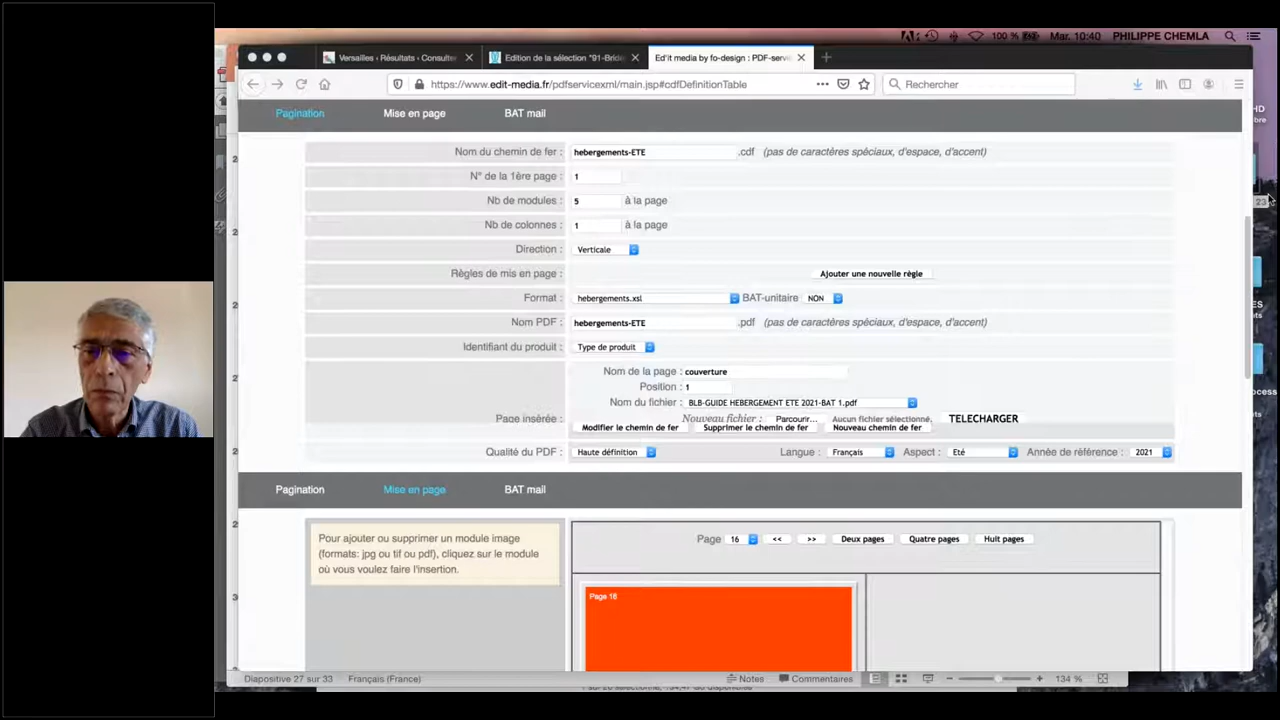 100 % Mar. 10:40 PHILIPPE CHEMLA
Versailles ‹ Résultats ‹ Consulte
Edition de la sélection "91-Brid
Ed'it media by fo-design : PDF-serv
https://www.edit-media.fr/pdfservicexml/main.jsp#cdfDefinitionTable
Rechercher
Pagination Mise en page BAT mail
Nom du chemin de fer : hebergements-ETE .cdf (pas de caractères spéciaux, d'espace, d'accent)
N° de la 1ère page : 1
Nb de modules 5 à la page
Nb de colonnes 1 à la page
Direction : Verticale
Règles de mis en page : Ajouter une nouvelle règle
Format : hebergements.xsl BAT-unitaire NON
Nom PDF : hebergements-ETE .pdf (pas de caractères spéciaux, d'espace, d'accent)
Identifiant du produit : Type de produit
Nom de la page : couverture
Position : 1
Nom du fichier : BLB-GUIDE HEBERGEMENT ETE 2021-BAT 1.pdf
Page insérée : Nouveau fichier : Parcourir... Aucun fichier sélectionné. TELECHARGER
Modifier le chemin de fer Supprimer le chemin de fer Nouveau chemin de fer
Qualité du PDF : Haute définition Langue : Français Aspect : Eté Année de référence : 2021
Pagination Mise en page BAT mail
Pour ajouter ou supprimer un module image
(formats: jpg ou tif ou pdf), cliquez sur le module
où vous voulez faire l'insertion.
Page 16 << >> Deux pages Quatre pages Huit pages
Page 16
Diapositive 27 sur 33 Français (France) Notes Commentaires 134 %
HD
23